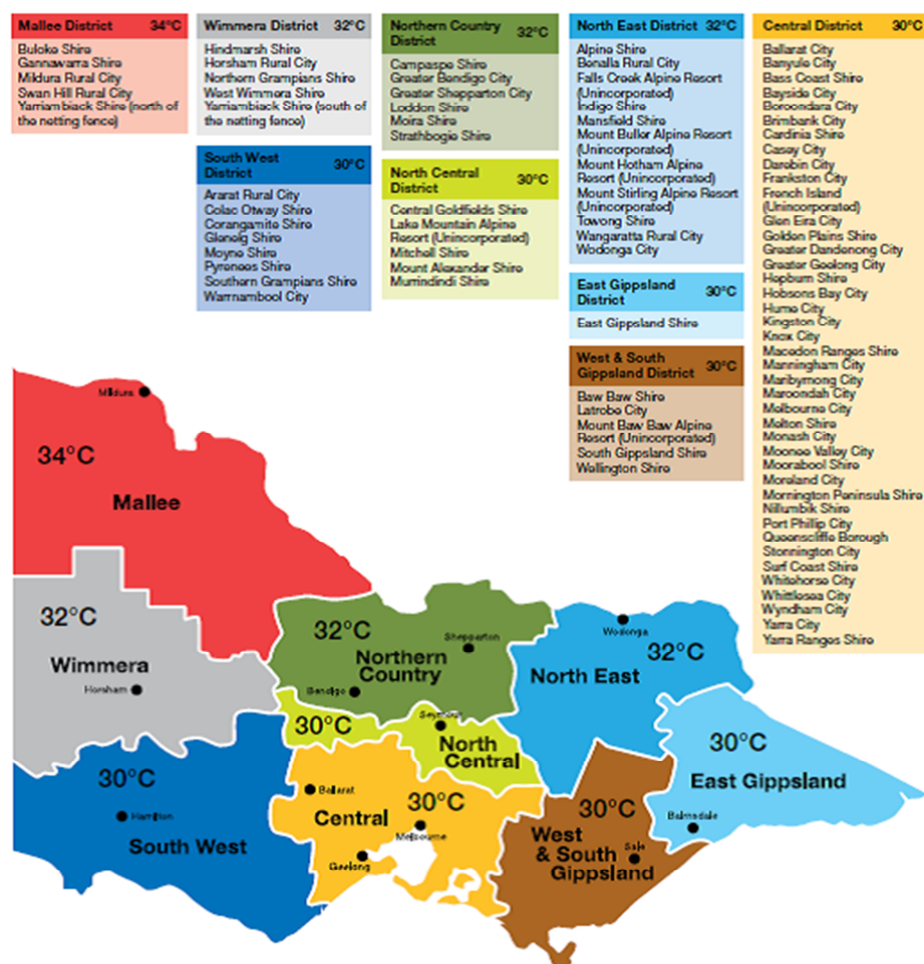 Mallee District 34°C
Buloke Shire
Gannawarra Shire
Mildura Rural City
Swan Hill Rural City
Yarriambiack Shire (north of
the netting fence)
Wimmera District 32°C
Hindmarsh Shire
Horsham Rural City
Northern Grampians Shire
West Wimmera Shire
Yarriambiack Shire (south of
the netting fence)
South West
District 30°C
Ararat Rural City
Colac Otway Shire
Corangamite Shire
Glenelg Shire
Moyne Shire
Pyrenees Shire
Southern Grampians Shire
Warrnambool City
Northern Country
District 32°C
Campaspe Shire
Greater Bendigo City
Greater Shepparton City
Loddon Shire
Moira Shire
Strathbogie Shire
North Central
District 30°C
Central Goldfields Shire
Lake Mountain Alpine
Resort (Unincorporated)
Mitchell Shire
Mount Alexander Shire
Murrindindi Shire
North East District 32°C
Alpine Shire
Benalla Rural City
Falls Creek Alpine Resort
(Unincorporated)
Indigo Shire
Mansfield Shire
Mount Buller Alpine Resort
(Unincorporated)
Mount Hotham Alpine
Resort (Unincorporated)
Mount Stirling Alpine Resort
(Unincorporated)
Towong Shire
Wangaratta Rural City
Wodonga City
East Gippsland
District 30°C
East Gippsland Shire
West & South
Gippsland District 30°C
Baw Baw Shire
Latrobe City
Mount Baw Baw Alpine
Resort (Unincorporated)
South Gippsland Shire
Wellington Shire
Central District 30°C
Ballarat City
Banyule City
Bass Coast Shire
Bayside City
Boroondara City
Brimbank City
Cardinia Shire
Casey City
Darebin City
Frankston City
French Island
(Unincorporated)
Glen Eira City
Golden Plains Shire
Greater Dandenong City
Greater Geelong City
Hepburn Shire
Hobsons Bay City
Hume City
Kingston City
Knox City
Macedon Ranges Shire
Manningham City
Maribyrnong City
Maroondah City
Melbourne City
Melton Shire
Monash City
Moonee Valley City
Moorabool Shire
Moreland City
Mornington Peninsula Shire
Nillumbik Shire
Port Phillip City
Queenscliffe Borough
Stonnington City
Surf Coast Shire
Whitehorse City
Whittlesea City
Wyndham City
Yarra City
Yarra Ranges Shire
Mildura
34°C
Mallee
32°C
Wimmera
Horsham
32°C
Shepparton
Northern
Country
Bendigo
Wodonga
32°C
North East
30°C
Seymour
North
Central
30°C
East Gippsland
Bairnsdale
30°C
Hamilton
South West
Ballarat
30°C
Central
Melbourne
Geelong
30°C
West
& South
Gippsland
Sale